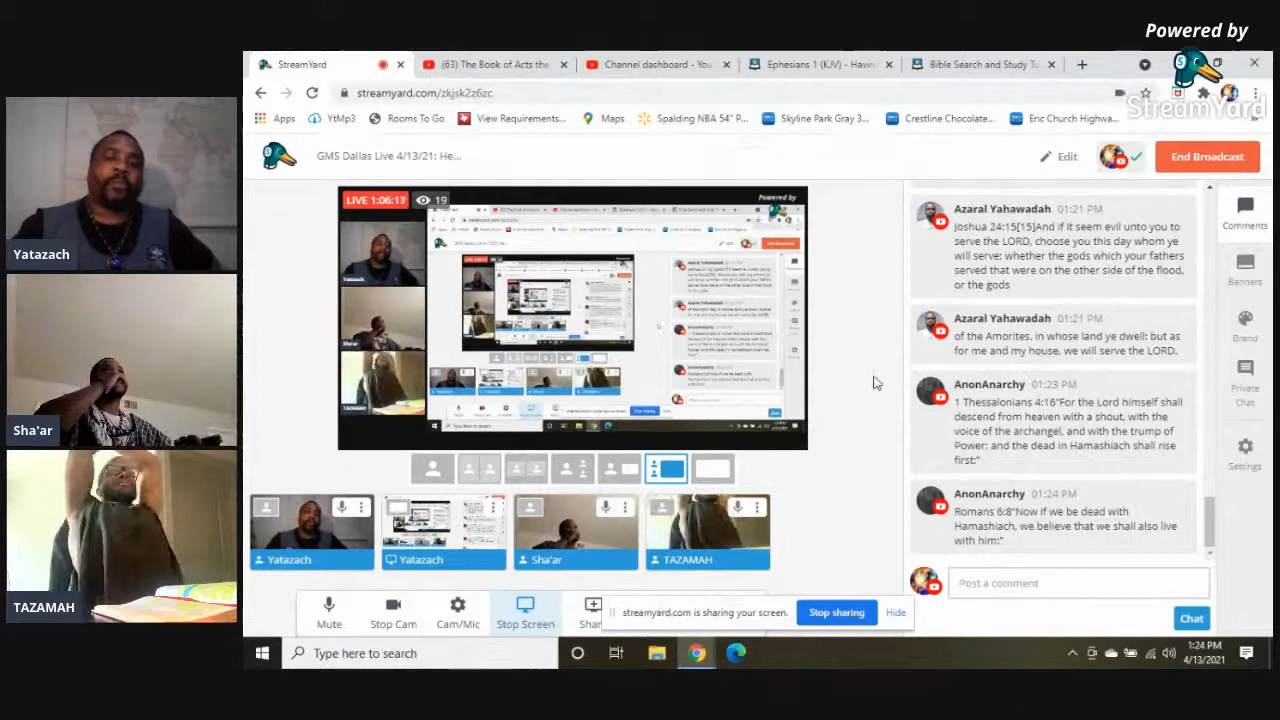 Powered by
StreamYard
StreamYard
(63) The Book of Acts the
Channel dashboard - You
Ephesians 1 (KJV) - Havin
Bible Search and Study To
streamyard.com/zkjsk2z6zc
Apps
YtMp3
Rooms To Go
View Requirements...
Maps
Spalding NBA 54" P...
Skyline Park Gray 3...
Crestline Chocolate...
Eric Church Highwa...
GMS Dallas Live 4/13/21: He...
Edit
End Broadcast
Yatazach
Sha'ar
TAZAMAH
LIVE 1:06:17
19
Powered by
Yatazach
Yatazach
Sha'ar
TAZAMAH
Mute
Stop Cam
Cam/Mic
Stop Screen
Shar
streamyard.com is sharing your screen.
Stop sharing
Hide
Azaral Yahawadah 01:21 PM
Joshua 24:15[15]And if it seem evil unto you to
serve the LORD, choose you this day whom ye
will serve; whether the gods which your fathers
served that were on the other side of the flood,
or the gods
Azaral Yahawadah 01:21 PM
of the Amorites, in whose land ye dwell: but as
for me and my house, we will serve the LORD.
AnonAnarchy 01:23 PM
1 Thessalonians 4:16"For the Lord himself shall
descend from heaven with a shout, with the
voice of the archangel, and with the trump of
Power: and the dead in Hamashiach shall rise
first:"
AnonAnarchy 01:24 PM
Romans 6:8"Now if we be dead with
Hamashiach, we believe that we shall also live
with him:"
Post a comment
Chat
Comments
Banners
Brand
Private
Chat
Settings
Type here to search
1:24 PM
4/13/2021